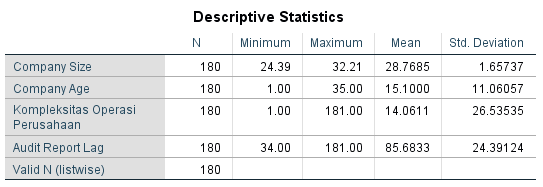 Descriptive Statistics
N Minimum Maximum Mean Std. Deviation
Company Size 180 24.39 32.21 28.7685 1.65737
Company Age 180 1.00 35.00 15.1000 11.06057
Kompleksitas Operasi
Perusahaan 180 1.00 181.00 14.0611 26.53535
Audit Report Lag 180 34.00 181.00 85.6833 24.39124
Valid N (listwise) 180